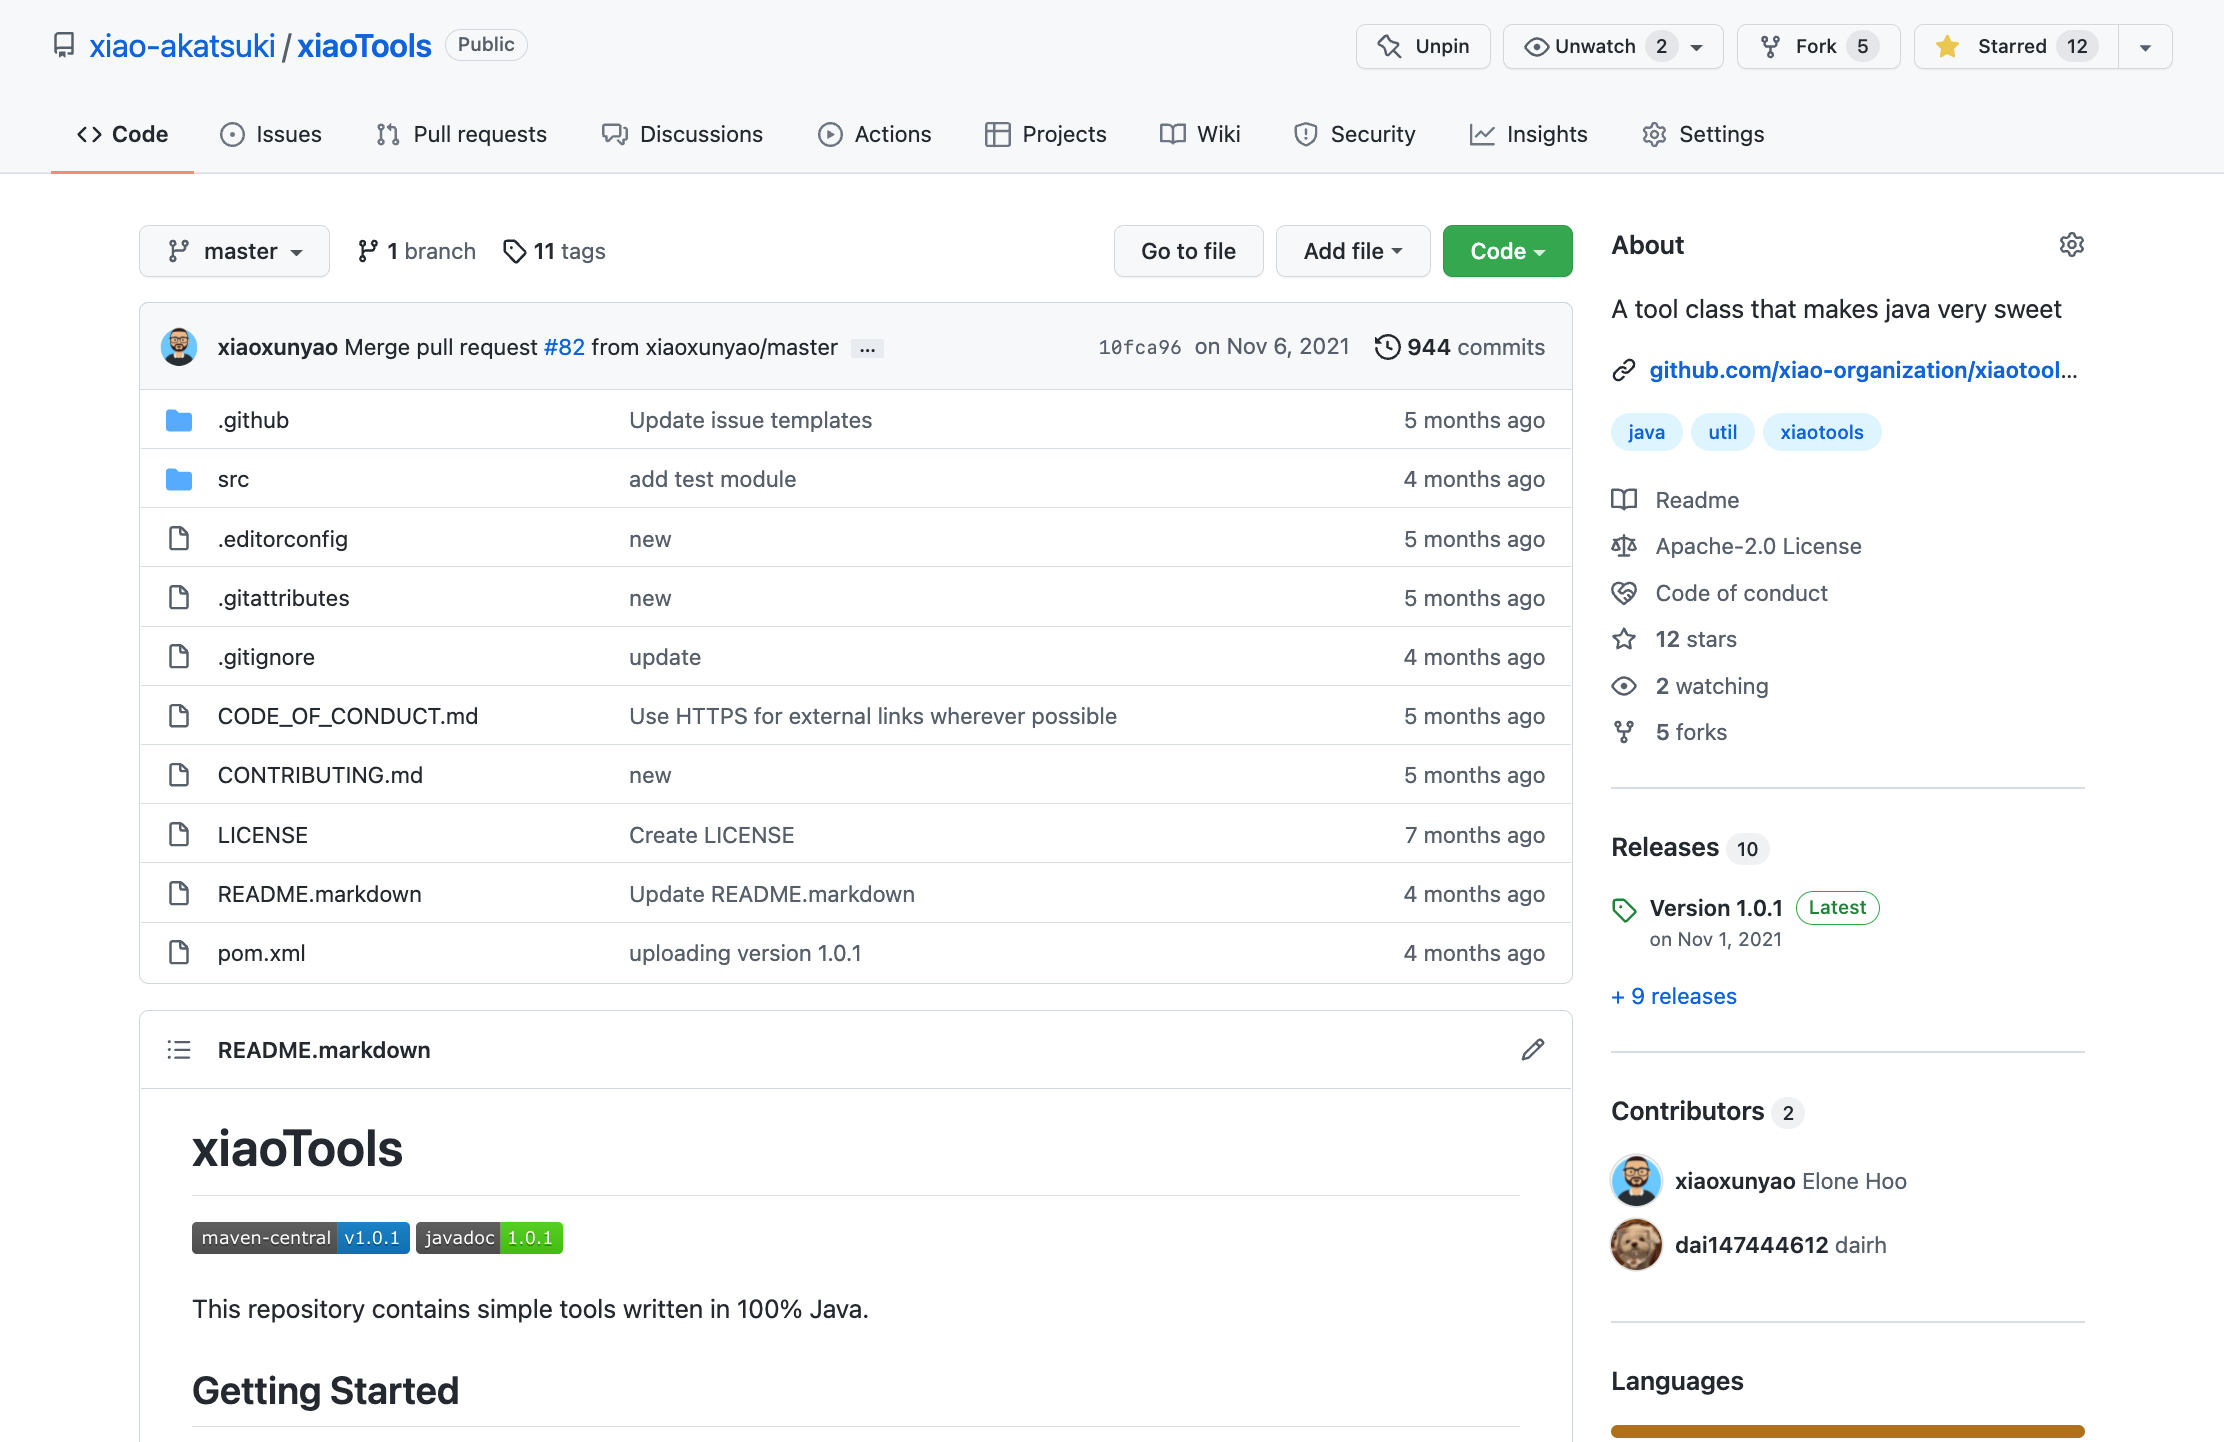 xiao-akatsuki / xiaoTools Public
Unpin Unwatch 2 Fork 5 Starred 12
Code Issues Pull requests Discussions Actions Projects Wiki Security Insights Settings
master 1 branch 11 tags Go to file Add file Code
xiaoxunyao Merge pull request #82 from xiaoxunyao/master ... 10fca96 on Nov 6, 2021 944 commits
.github Update issue templates 5 months ago
src add test module 4 months ago
.editorconfig new 5 months ago
.gitattributes new 5 months ago
.gitignore update 4 months ago
CODE_OF_CONDUCT.md Use HTTPS for external links wherever possible 5 months ago
CONTRIBUTING.md new 5 months ago
LICENSE Create LICENSE 7 months ago
README.markdown Update README.markdown 4 months ago
pom.xml uploading version 1.0.1 4 months ago
README.markdown
xiaoTools
maven-central v1.0.1 javadoc 1.0.1
This repository contains simple tools written in 100% Java.
Getting Started
About
A tool class that makes java very sweet
github.com/xiao-organization/xiaotool...
java util xiaotools
Readme
Apache-2.0 License
Code of conduct
12 stars
2 watching
5 forks
Releases 10
Version 1.0.1 Latest
on Nov 1, 2021
+ 9 releases
Contributors 2
xiaoxunyao Elone Hoo
dai147444612 dairh
Languages